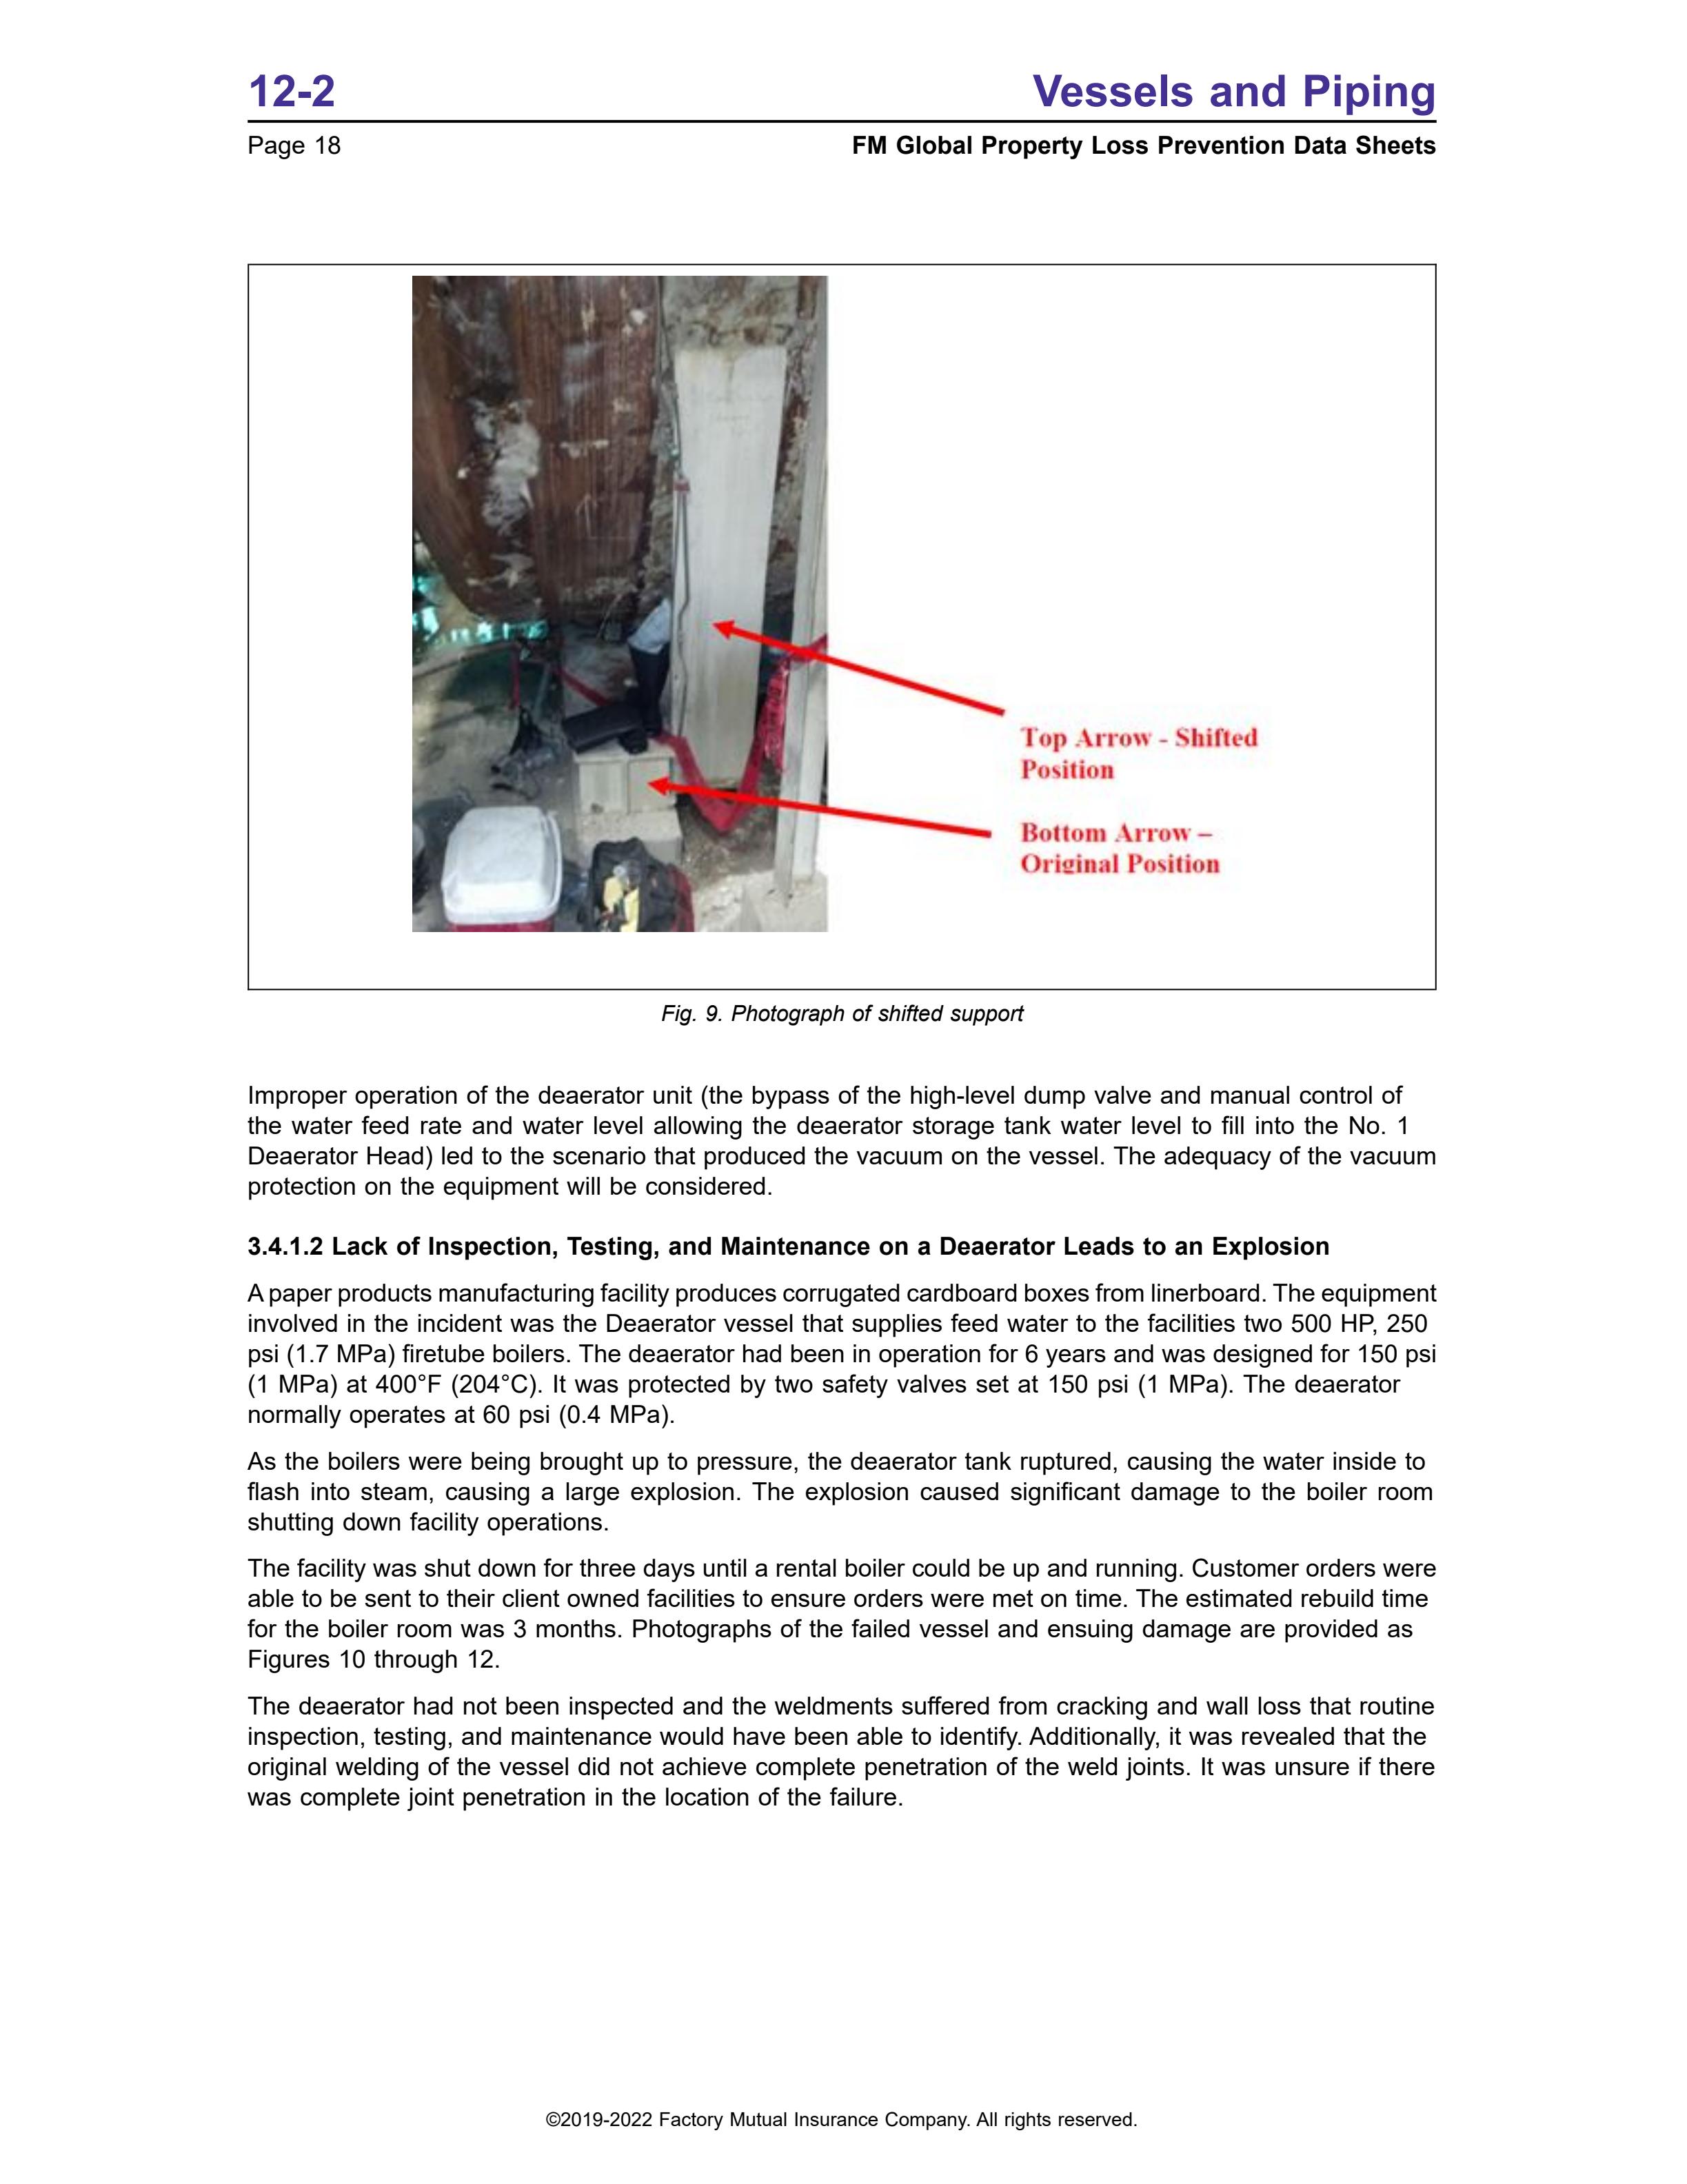 12-2
Vessels and Piping
Page 18
FM Global Property Loss Prevention Data Sheets
Top Arrow - Shifted
Position
Bottom Arrow –
Original Position
Fig. 9. Photograph of shifted support
Improper operation of the deaerator unit (the bypass of the high-level dump valve and manual control of
the water feed rate and water level allowing the deaerator storage tank water level to fill into the No. 1
Deaerator Head) led to the scenario that produced the vacuum on the vessel. The adequacy of the vacuum
protection on the equipment will be considered.
3.4.1.2 Lack of Inspection, Testing, and Maintenance on a Deaerator Leads to an Explosion
A paper products manufacturing facility produces corrugated cardboard boxes from linerboard. The equipment
involved in the incident was the Deaerator vessel that supplies feed water to the facilities two 500 HP, 250
psi (1.7 MPa) firetube boilers. The deaerator had been in operation for 6 years and was designed for 150 psi
(1 MPa) at 400°F (204°C). It was protected by two safety valves set at 150 psi (1 MPa). The deaerator
normally operates at 60 psi (0.4 MPa).
As the boilers were being brought up to pressure, the deaerator tank ruptured, causing the water inside to
flash into steam, causing a large explosion. The explosion caused significant damage to the boiler room
shutting down facility operations.
The facility was shut down for three days until a rental boiler could be up and running. Customer orders were
able to be sent to their client owned facilities to ensure orders were met on time. The estimated rebuild time
for the boiler room was 3 months. Photographs of the failed vessel and ensuing damage are provided as
Figures 10 through 12.
The deaerator had not been inspected and the weldments suffered from cracking and wall loss that routine
inspection, testing, and maintenance would have been able to identify. Additionally, it was revealed that the
original welding of the vessel did not achieve complete penetration of the weld joints. It was unsure if there
was complete joint penetration in the location of the failure.
©2019-2022 Factory Mutual Insurance Company. All rights reserved.